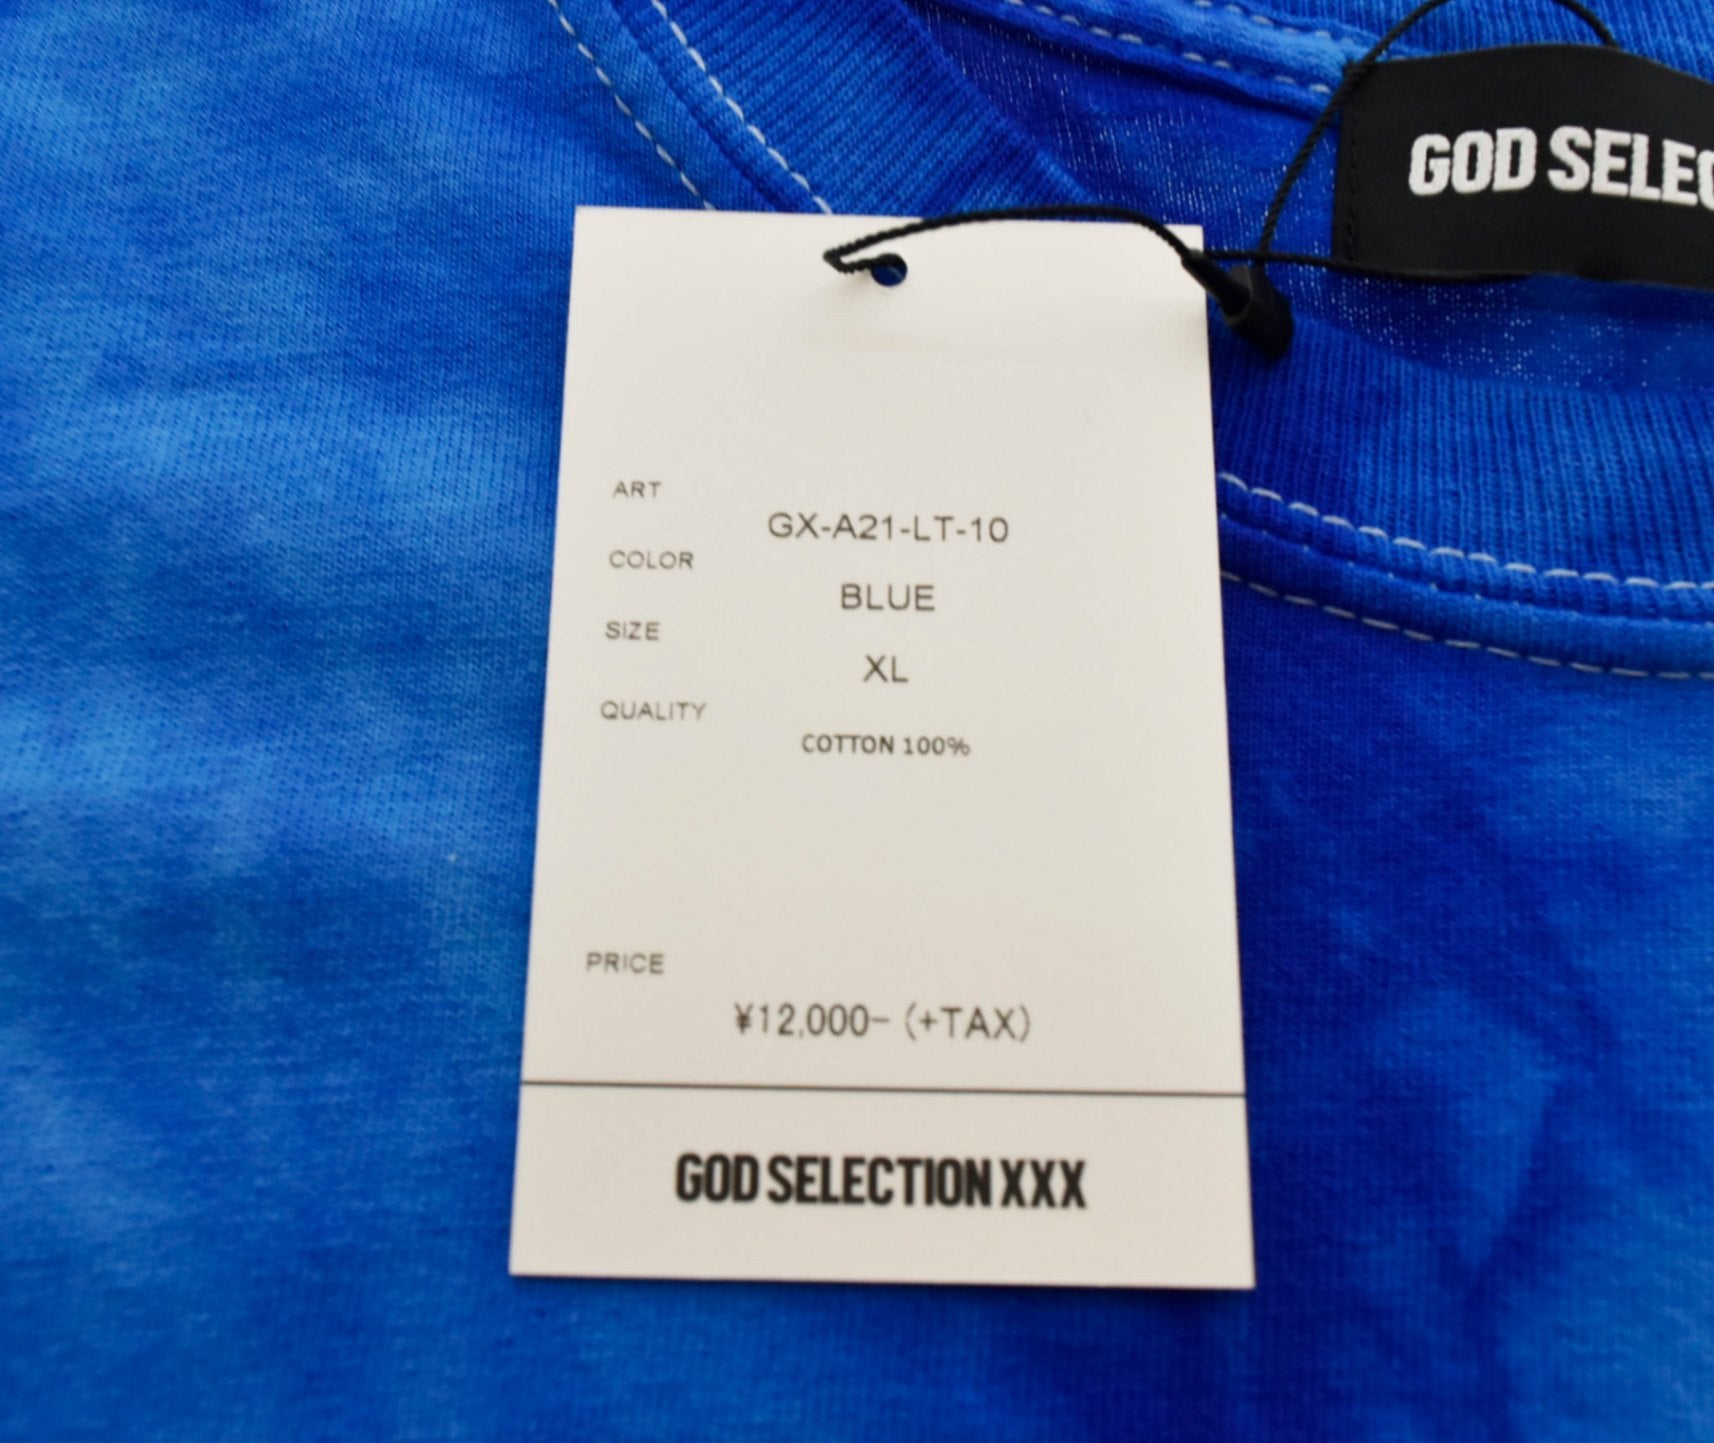 GOD SELEC
ART
GX-A21-LT-10
COLOR
BLUE
SIZE
XL
QUALITY
COTTON 100%
PRICE
¥12,000- (+TAX)
GOD SELECTION XXX